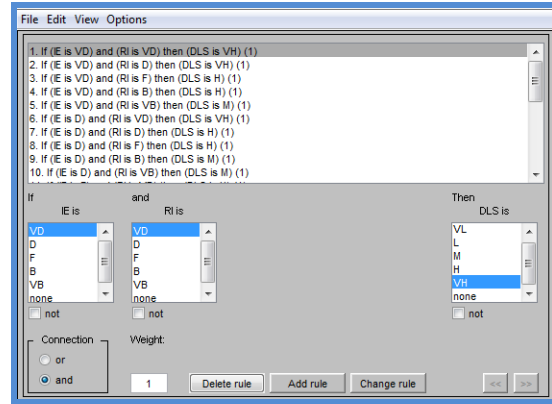 File Edit View Options
1. If (IE is VD) and (RI is VD) then (DLS is VH) (1)
2. If (IE is VD) and (RI is D) then (DLS is VH) (1)
3. If (IE is VD) and (RI is F) then (DLS is H) (1)
4. If (IE is VD) and (RI is B) then (DLS is H) (1)
5. If (IE is VD) and (RI is VB) then (DLS is M) (1)
6. If (IE is D) and (RI is VD) then (DLS is VH) (1)
7. If (IE is D) and (RI is D) then (DLS is H) (1)
8. If (IE is D) and (RI is F) then (DLS is H) (1)
9. If (IE is D) and (RI is B) then (DLS is M) (1)
10. If (IE is D) and (RI is VB) then (DLS is M) (1)
If and Then
IE is RI is DLS is
VD VD VL
D D L
F F M
B B H
VB VB VH
none none none
not not not
Connection Weight:
or
and 1 Delete rule Add rule Change rule << >>